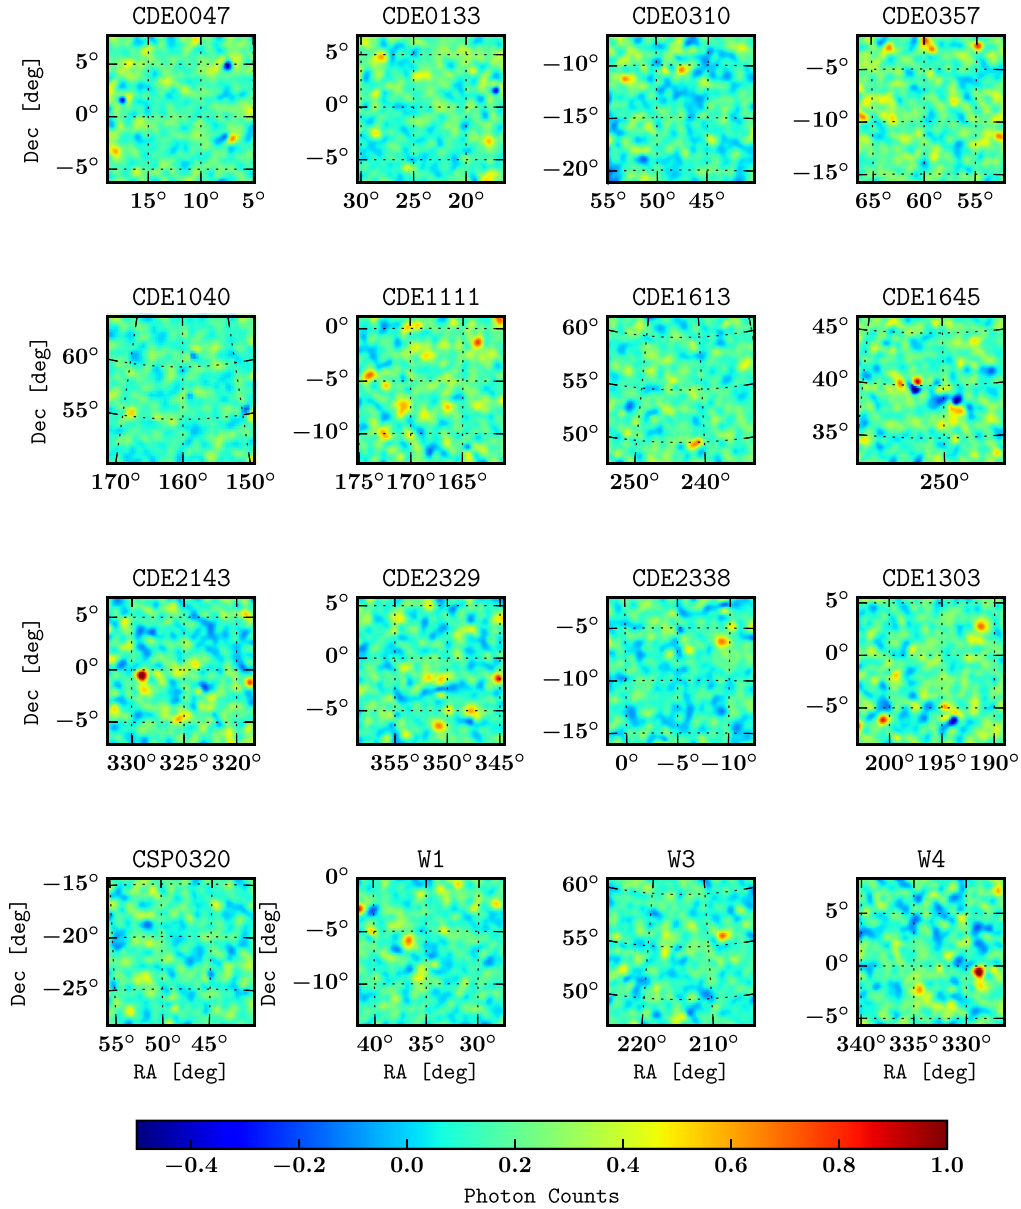 CDE0047 CDE0133 CDE0310 CDE0357
Dec [deg]
5° 0° −5°
15° 10° 5°
5° 0° −5°
30° 25° 20°
−10° −15° −20°
55° 50° 45°
−5° −10° −15°
65° 60° 55°
CDE1040 CDE1111 CDE1613 CDE1645
Dec [deg]
60° 55°
170° 160° 150°
0° −5° −10°
175° 170° 165°
60° 55° 50°
250° 240°
45° 40° 35°
250°
CDE2143 CDE2329 CDE2338 CDE1303
Dec [deg]
5° 0° −5°
330° 325° 320°
5° 0° −5°
355° 350° 345°
−5° −10° −15°
0° −5° −10°
5° 0° −5°
200° 195° 190°
CSP0320 W1 W3 W4
Dec [deg]
−15° −20° −25°
55° 50° 45°
RA [deg]
Dec [deg]
0° −5° −10°
40° 35° 30°
RA [deg]
60° 55° 50°
220° 210°
RA [deg]
5° 0° −5°
340° 335° 330°
RA [deg]
−0.4 −0.2 0.0 0.2 0.4 0.6 0.8 1.0
Photon Counts